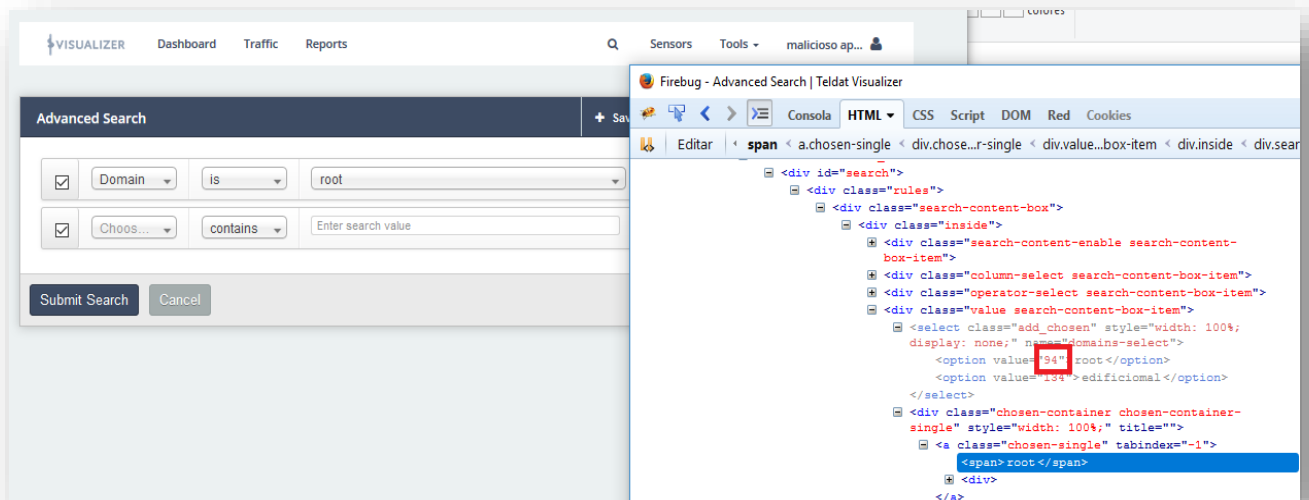 colores
VISUALIZER Dashboard Traffic Reports Sensors Tools malicioso ap...
Advanced Search + Sav
Domain is root
Choos... contains Enter search value
Submit Search Cancel
Firebug - Advanced Search | Teldat Visualizer
Consola HTML CSS Script DOM Red Cookies
Editar span < a.chosen-single < div.chose...r-single < div.value...box-item < div.inside < div.sear
<div id="search">
<div class="rules">
<div class="search-content-box">
<div class="inside">
<div class="search-content-enable search-content-
box-item">
<div class="column-select search-content-box-item">
<div class="operator-select search-content-box-item">
<div class="value search-content-box-item">
<select class="add_chosen" style="width: 100%;
display: none;" name="domains-select">
<option value="94">root</option>
<option value="134">edificiomal</option>
</select>
<div class="chosen-container chosen-container-
single" style="width: 100%;" title="">
<a class="chosen-single" tabindex="-1">
<span>root</span>
<div>
</a>